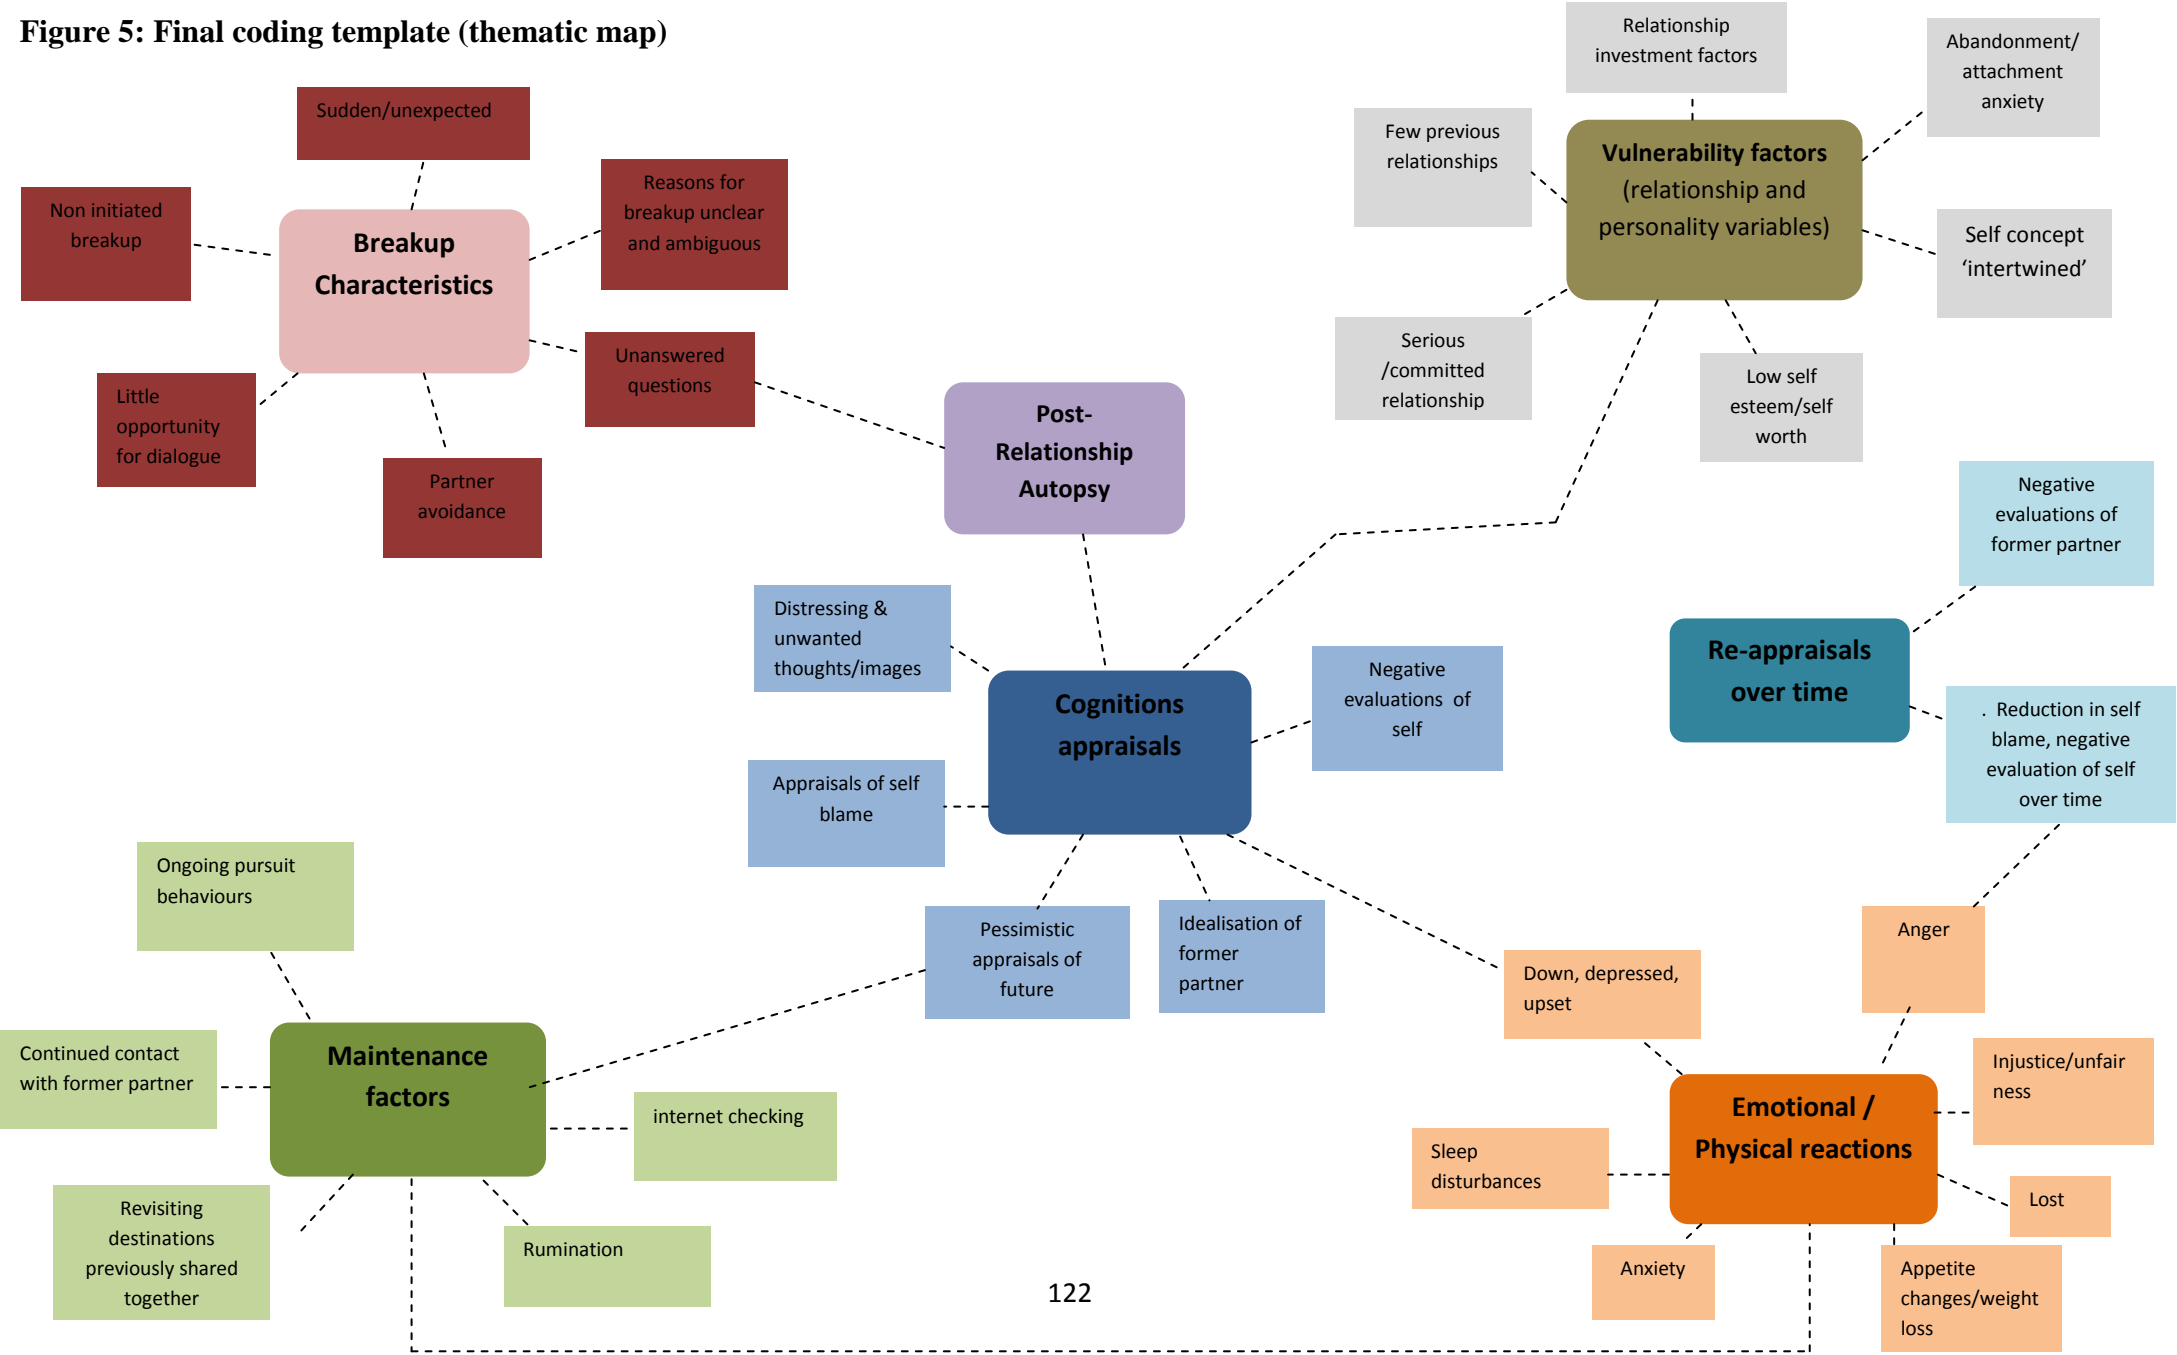 Figure 5: Final coding template (thematic map)
Sudden/unexpected
Non initiated
breakup
Reasons for
breakup unclear
and ambiguous
Breakup
Characteristics
Unanswered
questions
Little
opportunity
for dialogue
Partner
avoidance
Post-
Relationship
Autopsy
Relationship
investment factors
Abandonment/
attachment
anxiety
Few previous
relationships
Vulnerability factors
(relationship and
personality variables)
Self concept
‘intertwined’
Serious
/committed
relationship
Low self
esteem/self
worth
Negative
evaluations of
former partner
Re-appraisals
over time
. Reduction in self
blame, negative
evaluation of self
over time
Distressing &
unwanted
thoughts/images
Cognitions
appraisals
Negative
evaluations  of
self
Appraisals of self
blame
Pessimistic
appraisals of
future
Idealisation of
former
partner
Ongoing pursuit
behaviours
Continued contact
with former partner
Maintenance
factors
internet checking
Revisiting
destinations
previously shared
together
Rumination
Down, depressed,
upset
Anger
Injustice/unfair
ness
Emotional /
Physical reactions
Sleep
disturbances
Lost
Anxiety
Appetite
changes/weight
loss
122